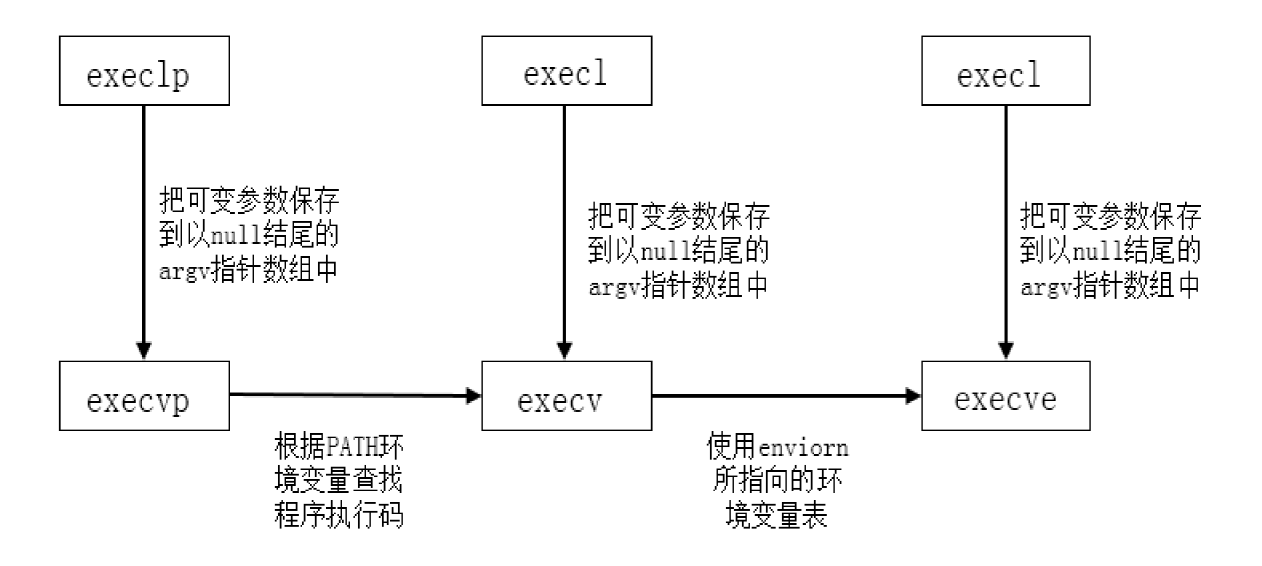 execlp
execl
execl
把可变参数保存
到以null结尾的
argv指针数组中
把可变参数保存
到以null结尾的
argv指针数组中
把可变参数保存
到以null结尾的
argv指针数组中
execvp
execv
execve
根据PATH环
境变量查找
程序执行码
使用enviorn
所指向的环
境变量表